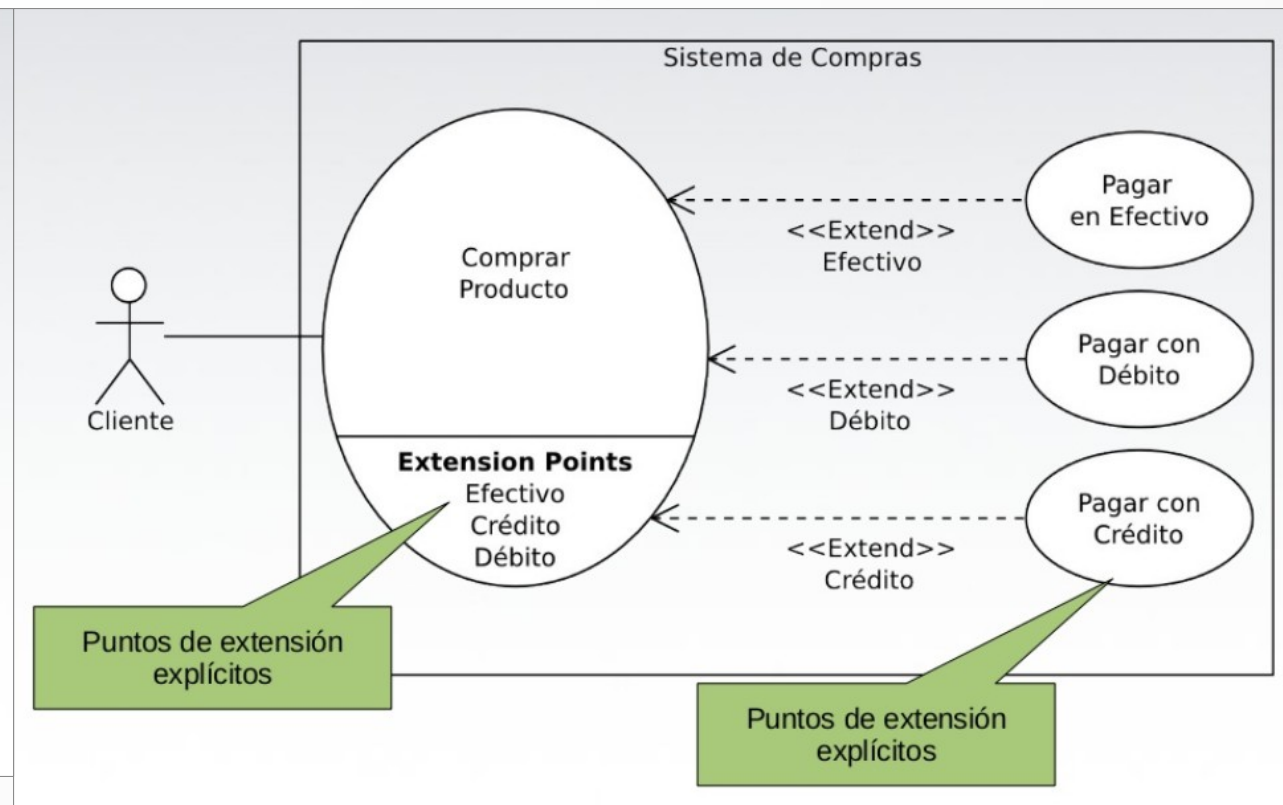 Sistema de Compras
Pagar
en Efectivo
<<Extend>>
Efectivo
Comprar
Producto
Pagar con
Débito
<<Extend>>
Débito
Cliente
Extension Points
Efectivo
Crédito
Débito
Pagar con
Crédito
<<Extend>>
Crédito
Puntos de extensión
explícitos
Puntos de extensión
explícitos